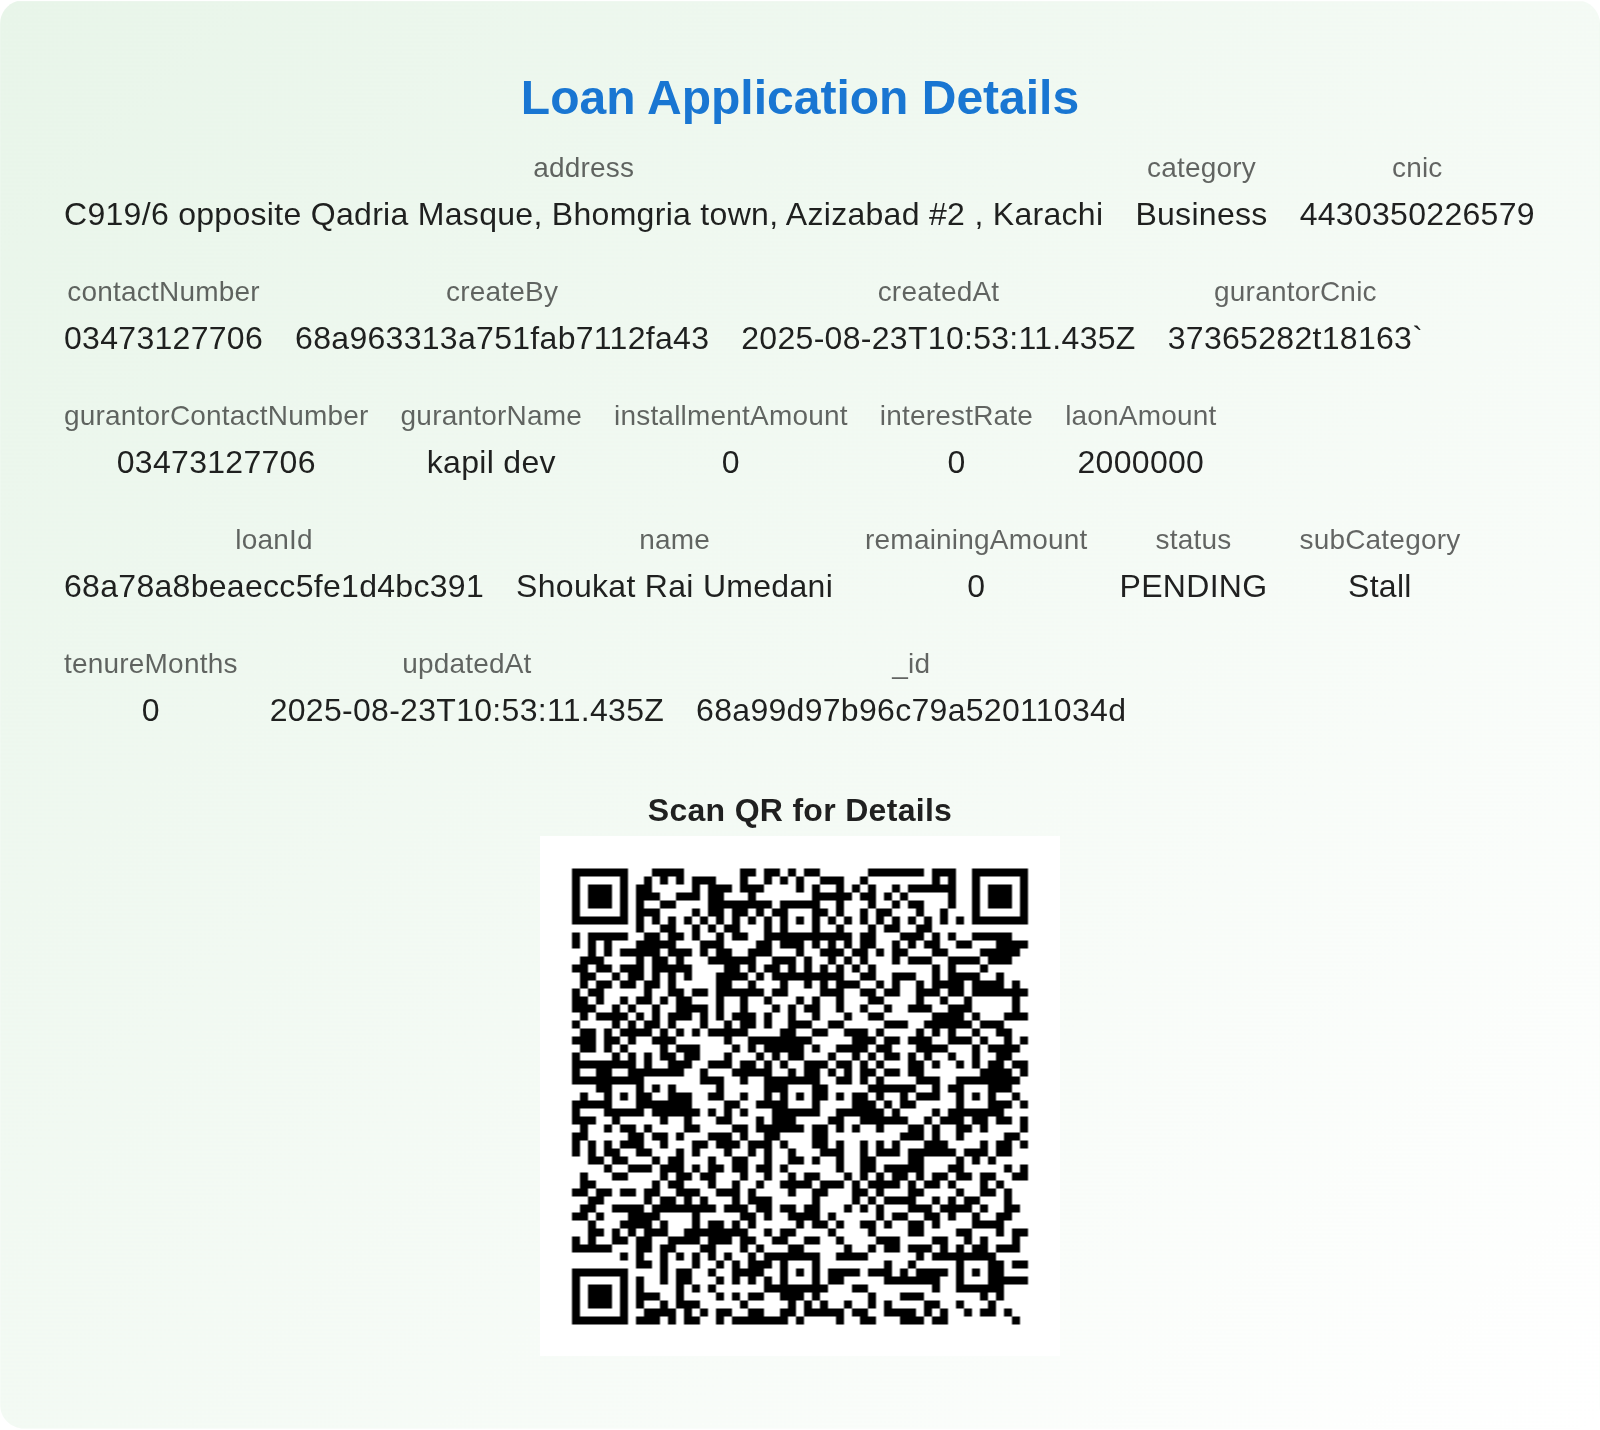 Loan Application Details
address category cnic
C919/6 opposite Qadria Masque, Bhomgria town, Azizabad #2 , Karachi Business 4430350226579
contactNumber createBy createdAt gurantorCnic
03473127706 68a963313a751fab7112fa43 2025-08-23T10:53:11.435Z 37365282t18163`
gurantorContactNumber gurantorName installmentAmount interestRate laonAmount
03473127706 kapil dev 0 0 2000000
loanId name remainingAmount status subCategory
68a78a8beaecc5fe1d4bc391 Shoukat Rai Umedani 0 PENDING Stall
tenureMonths updatedAt _id
0 2025-08-23T10:53:11.435Z 68a99d97b96c79a52011034d
Scan QR for Details